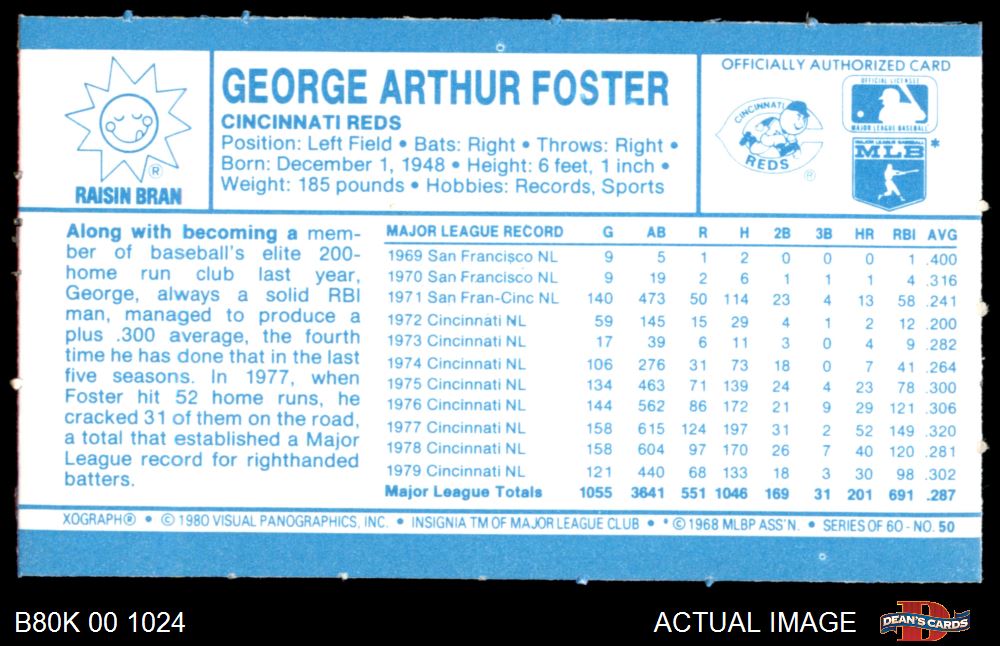 RAISIN BRAN
®
GEORGE ARTHUR FOSTER
CINCINNATI REDS
Position: Left Field • Bats: Right • Throws: Right •
Born: December 1, 1948 • Height: 6 feet, 1 inch •
Weight: 185 pounds • Hobbies: Records, Sports
OFFICIALLY AUTHORIZED CARD
CINCINNATI
REDS
®
OFFICIAL LICENSEE
MAJOR LEAGUE BASEBALL
MAJOR LEAGUE BASEBALL
MLB*
Along with becoming a mem-
ber of baseball's elite 200-
home run club last year,
George, always a solid RBI
man, managed to produce a
plus .300 average, the fourth
time he has done that in the last
five seasons. In 1977, when
Foster hit 52 home runs, he
cracked 31 of them on the road,
a total that established a Major
League record for righthanded
batters.
MAJOR LEAGUE RECORD G AB R H 2B 3B HR RBI AVG
1969 San Francisco NL 9 5 1 2 0 0 0 1 .400
1970 San Francisco NL 9 19 2 6 1 1 1 4 .316
1971 San Fran-Cinc NL 140 473 50 114 23 4 13 58 .241
1972 Cincinnati NL 59 145 15 29 4 1 2 12 .200
1973 Cincinnati NL 17 39 6 11 3 0 4 9 .282
1974 Cincinnati NL 106 276 31 73 18 0 7 41 .264
1975 Cincinnati NL 134 463 71 139 24 4 23 78 .300
1976 Cincinnati NL 144 562 86 172 21 9 29 121 .306
1977 Cincinnati NL 158 615 124 197 31 2 52 149 .320
1978 Cincinnati NL 158 604 97 170 26 7 40 120 .281
1979 Cincinnati NL 121 440 68 133 18 3 30 98 .302
Major League Totals 1055 3641 551 1046 169 31 201 691 .287
XOGRAPH® • © 1980 VISUAL PANOGRAPHICS, INC. • INSIGNIA TM OF MAJOR LEAGUE CLUB • * © 1968 MLBP ASS'N. • SERIES OF 60 - NO. 50
B80K 00 1024
ACTUAL IMAGE
D
DEAN'S CARDS